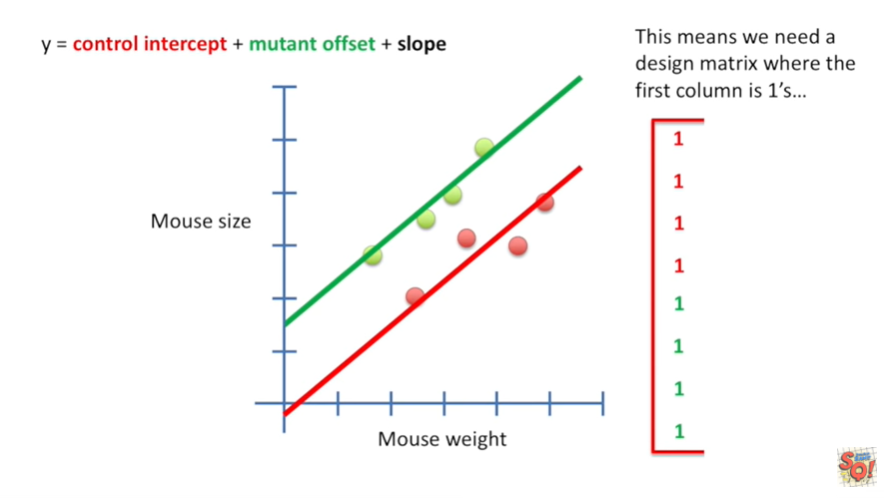 y = control intercept + mutant offset + slope
This means we need a
design matrix where the
first column is 1's...
1
1
1
1
1
1
1
1
Mouse size
Mouse weight
SQ!